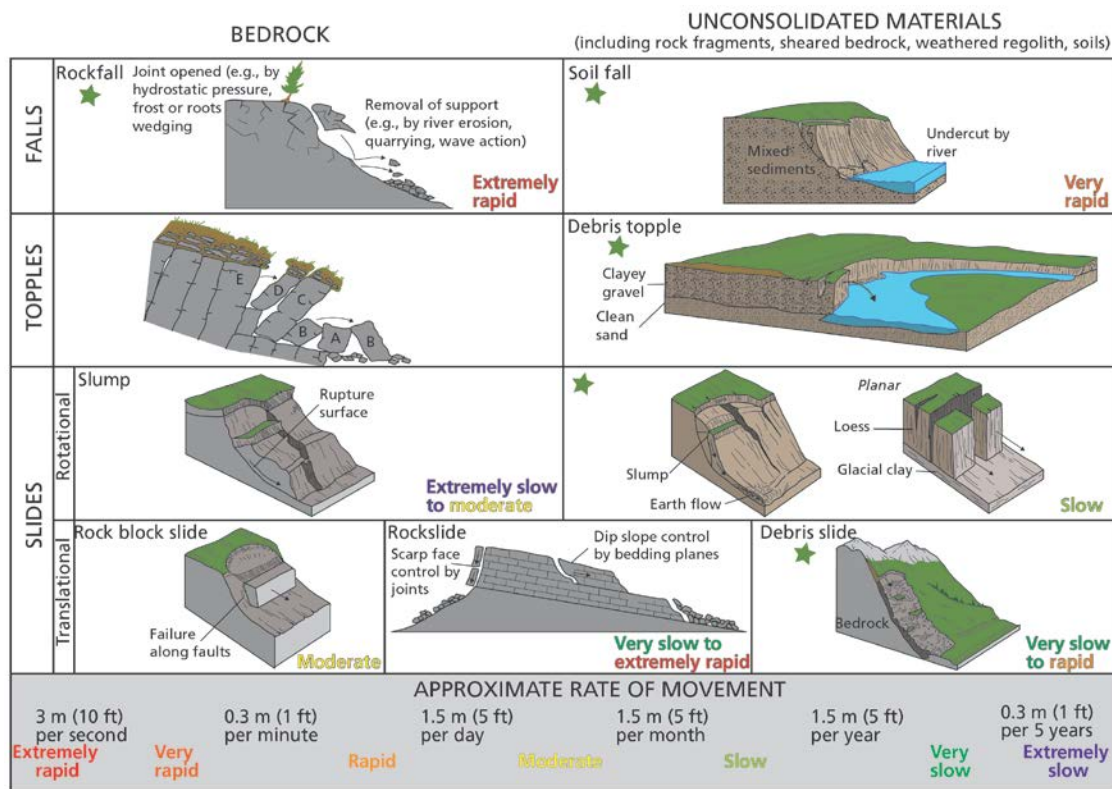 BEDROCK
UNCONSOLIDATED MATERIALS
(including rock fragments, sheared bedrock, weathered regolith, soils)
FALLS
Rockfall
Joint opened (e.g., by
hydrostatic pressure,
frost or roots
wedging)
Removal of support
(e.g., by river erosion,
quarrying, wave action)
Extremely
rapid
Soil fall
Mixed
sediments
Undercut by
river
Very
rapid
TOPPLES
E
D
C
B
A
B
Debris topple
Clayey
gravel
Clean
sand
SLIDES
Rotational
Slump
Rupture
surface
Extremely slow
to moderate
Slump
Earth flow
Planar
Loess
Glacial clay
Slow
Translational
Rock block slide
Failure
along faults
Moderate
Rockslide
Scarp face
control by
joints
Dip slope control
by bedding planes
Very slow to
extremely rapid
Debris slide
Bedrock
Very slow
to rapid
APPROXIMATE RATE OF MOVEMENT
3 m (10 ft)
per second
0.3 m (1 ft)
per minute
1.5 m (5 ft)
per day
1.5 m (5 ft)
per month
1.5 m (5 ft)
per year
0.3 m (1 ft)
per 5 years
Extremely
rapid
Very
rapid
Rapid
Moderate
Slow
Very
slow
Extremely
slow